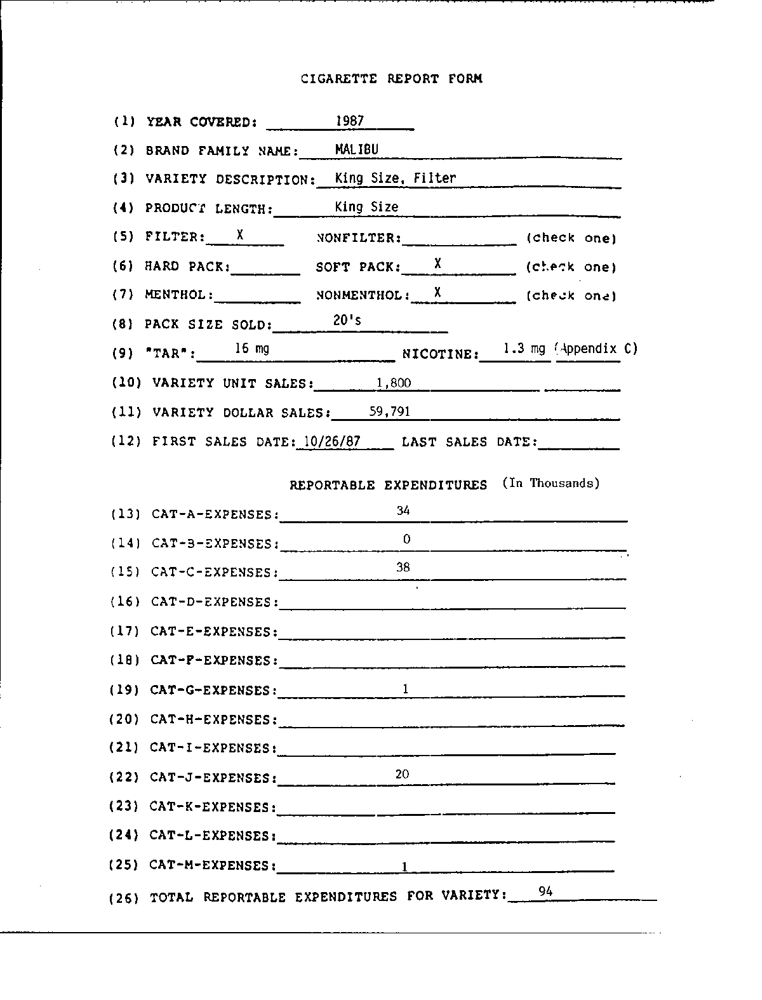 CIGARETTE REPORT FORM
(1) YEAR COVERED: 1987
(2) BRAND FAMILY NAME: MALIBU
(3) VARIETY DESCRIPTION: King Size, Filter
(4) PRODUCT LENGTH: King Size
(5) FILTER: X NONFILTER: (check one)
(6) HARD PACK: SOFT PACK: X (check one)
(7) MENTHOL: NONMENTHOL: X (check one)
(8) PACK SIZE SOLD: 20's
(9) "TAR": 16 mg NICOTINE: 1.3 mg (Appendix C)
(10) VARIETY UNIT SALES: 1,800
(11) VARIETY DOLLAR SALES: 59,791
(12) FIRST SALES DATE: 10/26/87 LAST SALES DATE:
REPORTABLE EXPENDITURES (In Thousands)
(13) CAT-A-EXPENSES: 34
(14) CAT-B-EXPENSES: 0
(15) CAT-C-EXPENSES: 38
(16) CAT-D-EXPENSES:
(17) CAT-E-EXPENSES:
(18) CAT-F-EXPENSES:
(19) CAT-G-EXPENSES: 1
(20) CAT-H-EXPENSES:
(21) CAT-I-EXPENSES:
(22) CAT-J-EXPENSES: 20
(23) CAT-K-EXPENSES:
(24) CAT-L-EXPENSES:
(25) CAT-M-EXPENSES: 1
(26) TOTAL REPORTABLE EXPENDITURES FOR VARIETY: 94